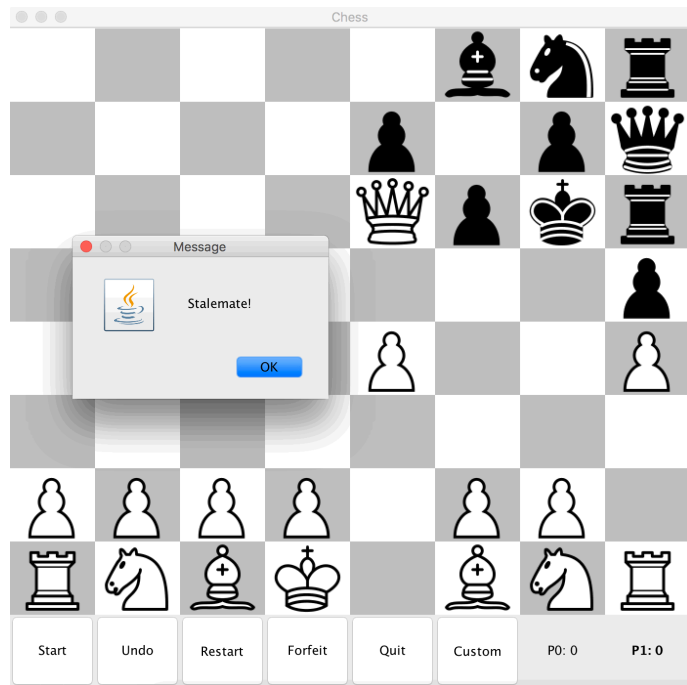 Chess
Message
Stalemate!
OK
Start
Undo
Restart
Forfeit
Quit
Custom
P0: 0
P1: 0